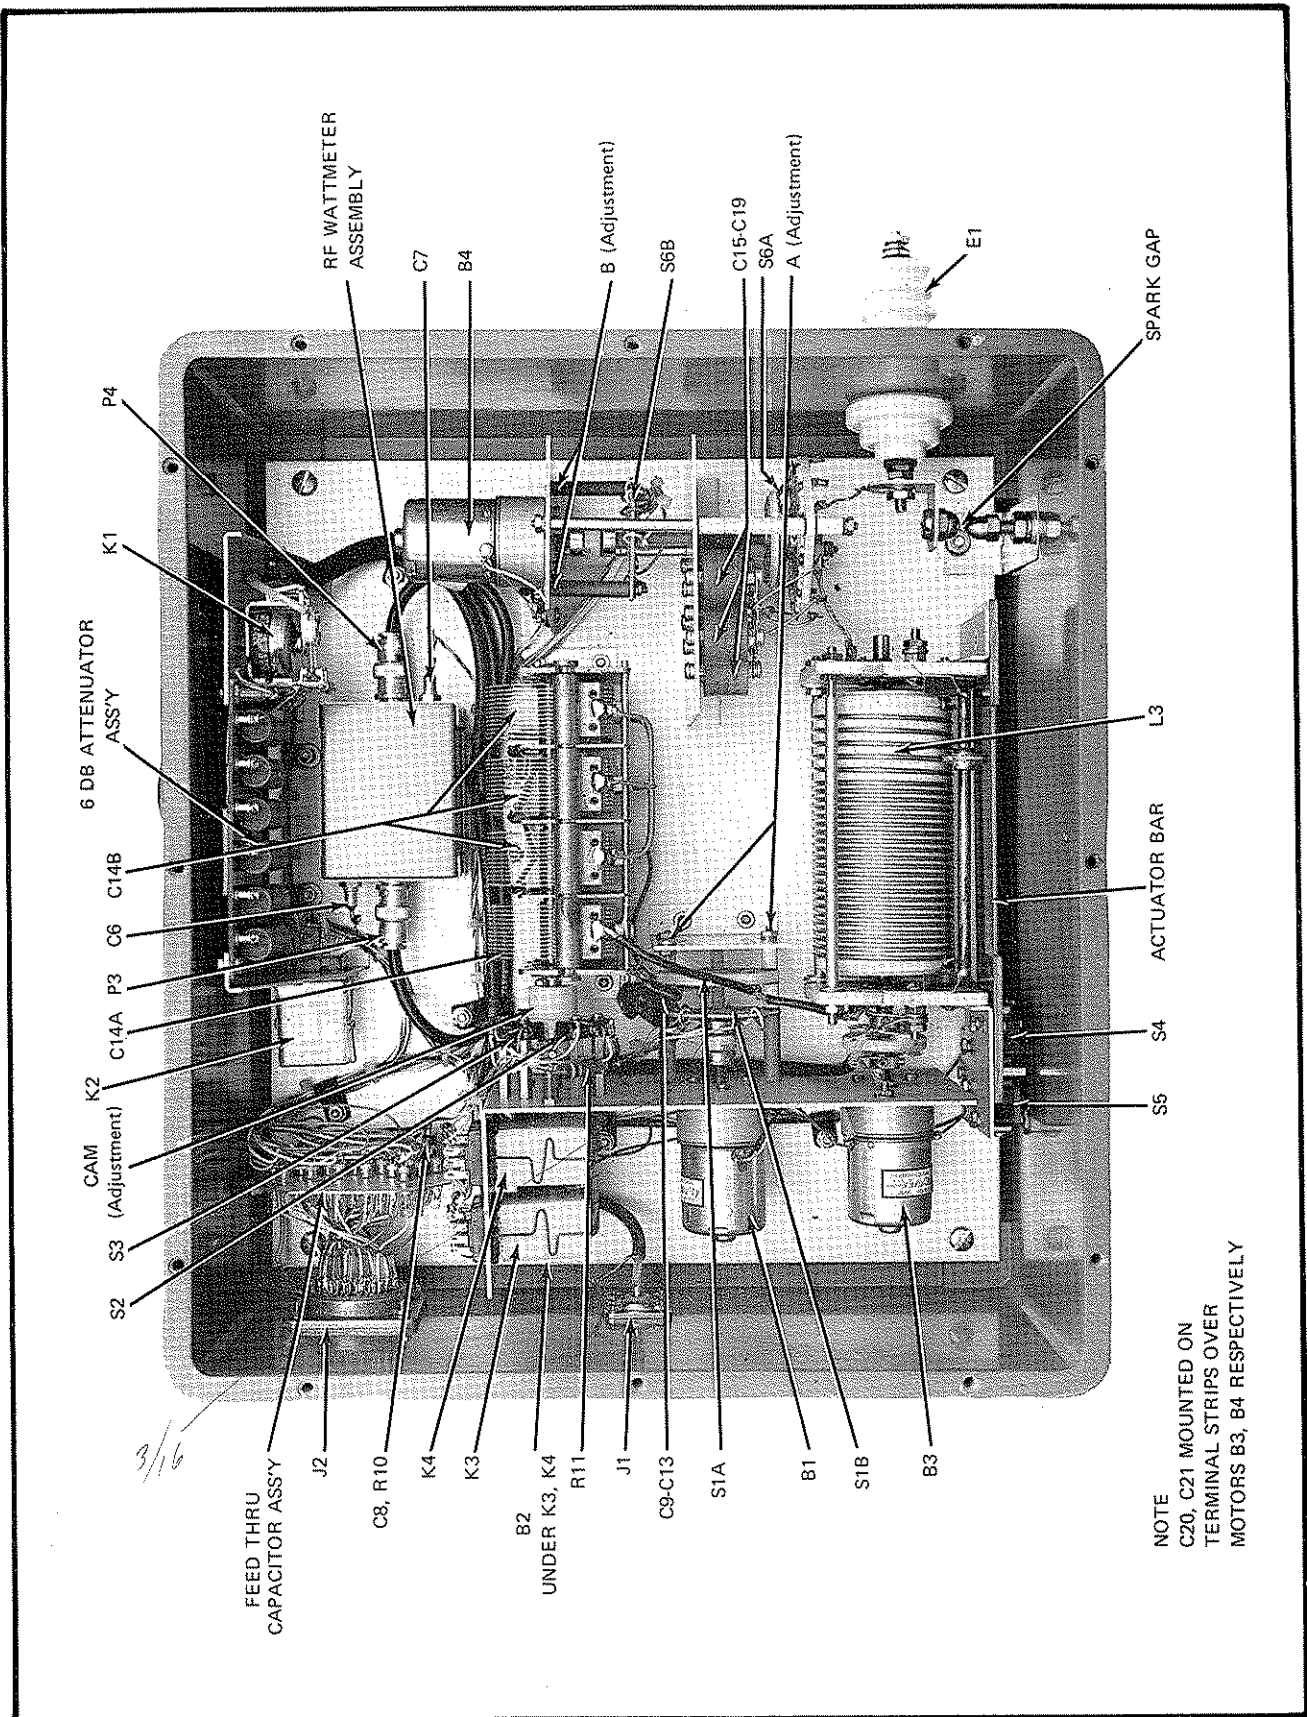 S2
S3
CAM
(Adjustment)
K2
C14A
P3
C6
C14B
6 DB ATTENUATOR
ASS'Y
K1
P4
RF WATTMETER
ASSEMBLY
C7
B4
B (Adjustment)
S6B
C15-C19
S6A
A (Adjustment)
E1
SPARK GAP
3/16
FEED THRU
CAPACITOR ASS'Y
J2
C8, R10
K4
K3
B2
UNDER K3, K4
R11
J1
C9-C13
S1A
B1
S1B
B3
S5
S4
ACTUATOR BAR
L3
NOTE
C20, C21 MOUNTED ON
TERMINAL STRIPS OVER
MOTORS B3, B4 RESPECTIVELY